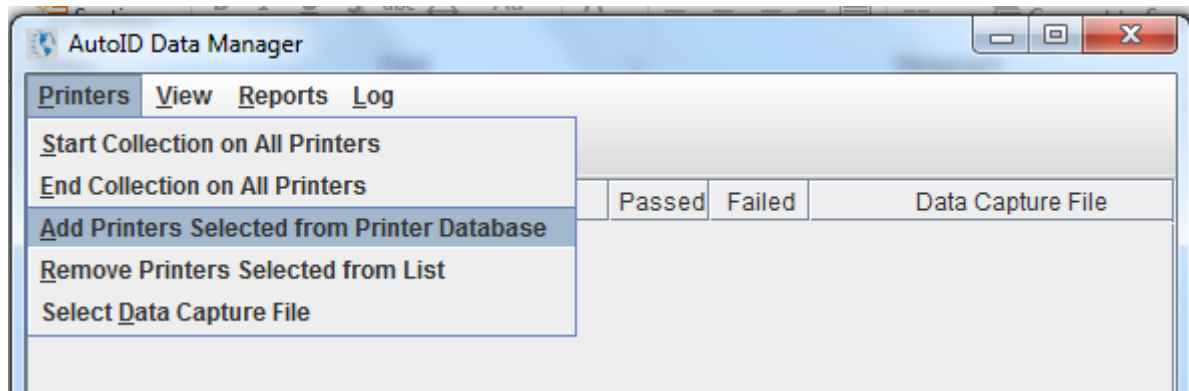 AutoID Data Manager
Printers View Reports Log
Start Collection on All Printers
End Collection on All Printers
Passed Failed Data Capture File
Add Printers Selected from Printer Database
Remove Printers Selected from List
Select Data Capture File